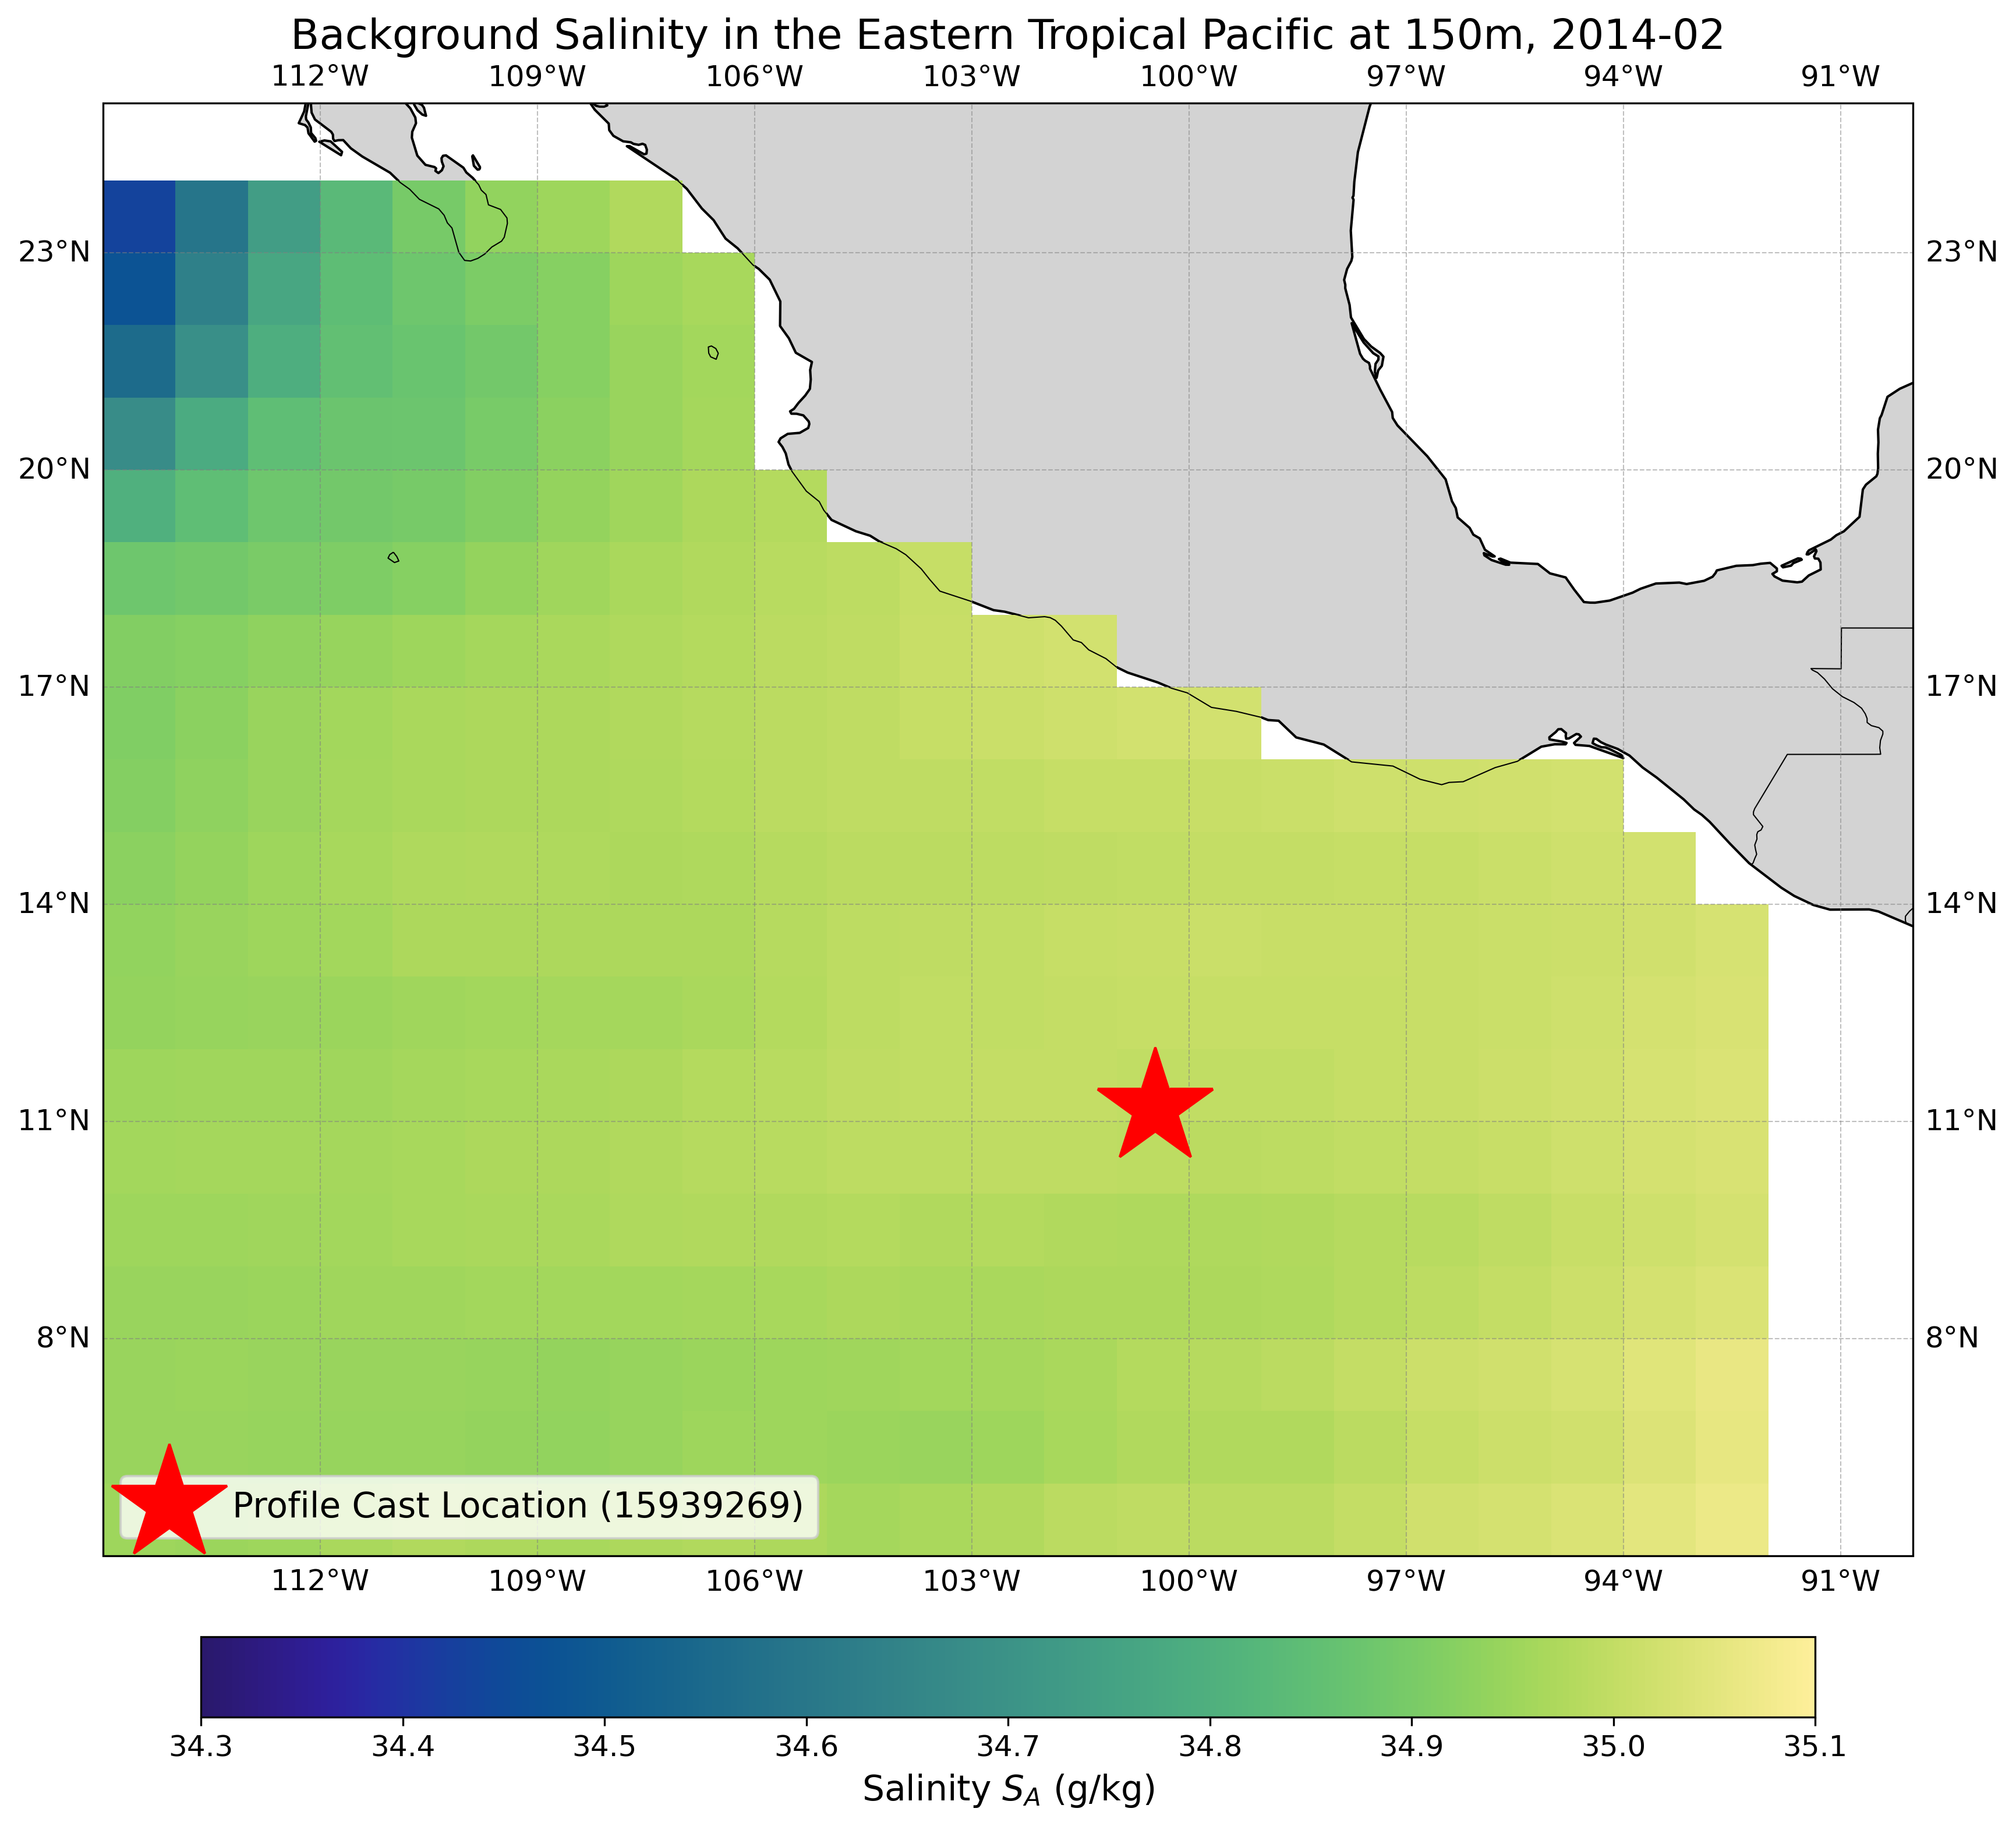 Background Salinity in the Eastern Tropical Pacific at 150m, 2014-02
112°W 109°W 106°W 103°W 100°W 97°W 94°W 91°W
23°N 23°N
20°N 20°N
17°N 17°N
14°N 14°N
11°N 11°N
8°N 8°N
Profile Cast Location (15939269)
112°W 109°W 106°W 103°W 100°W 97°W 94°W 91°W
34.3 34.4 34.5 34.6 34.7 34.8 34.9 35.0 35.1
Salinity S_A (g/kg)